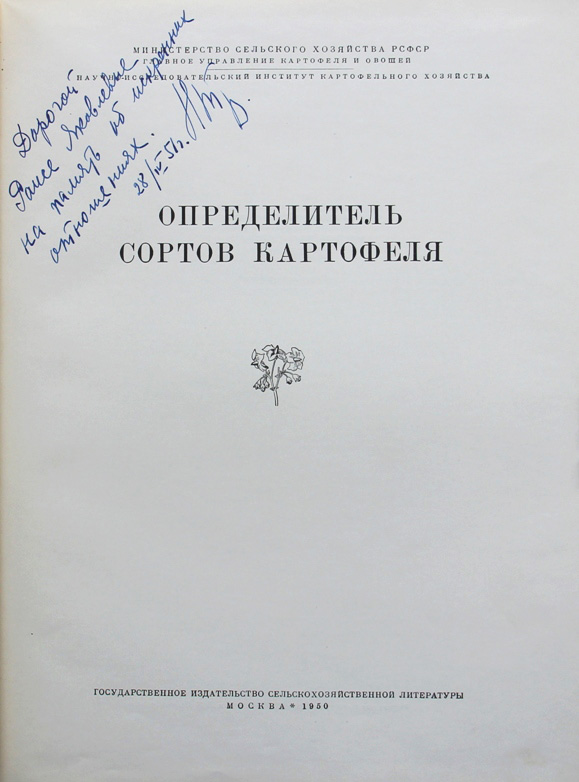 МИНИСТЕРСТВО СЕЛЬСКОГО ХОЗЯЙСТВА РСФСР
ГЛАВНОЕ УПРАВЛЕНИЕ КАРТОФЕЛЯ И ОВОЩЕЙ
НАУЧНО-ИССЛЕДОВАТЕЛЬСКИЙ ИНСТИТУТ КАРТОФЕЛЬНОГО ХОЗЯЙСТВА
Дорогой
Раисе Яковлевне
на память об искренних
отношениях.
28/IV 51г.
ОПРЕДЕЛИТЕЛЬ
СОРТОВ КАРТОФЕЛЯ
ГОСУДАРСТВЕННОЕ ИЗДАТЕЛЬСТВО СЕЛЬСКОХОЗЯЙСТВЕННОЙ ЛИТЕРАТУРЫ
МОСКВА * 1950